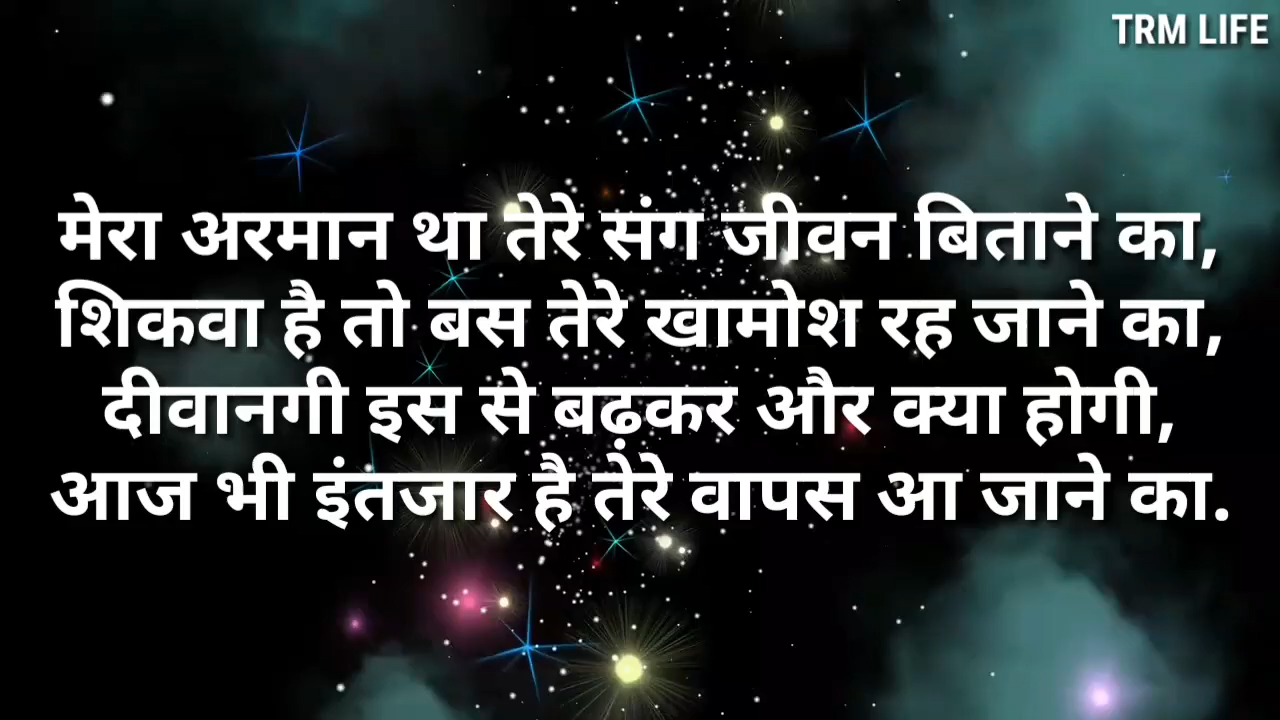 TRM LIFE
मेरा अरमान था तेरे संग जीवन बिताने का,
शिकवा है तो बस तेरे खामोश रह जाने का,
दीवानगी इस से बढ़कर और क्या होगी,
आज भी इंतजार है तेरे वापस आ जाने का.